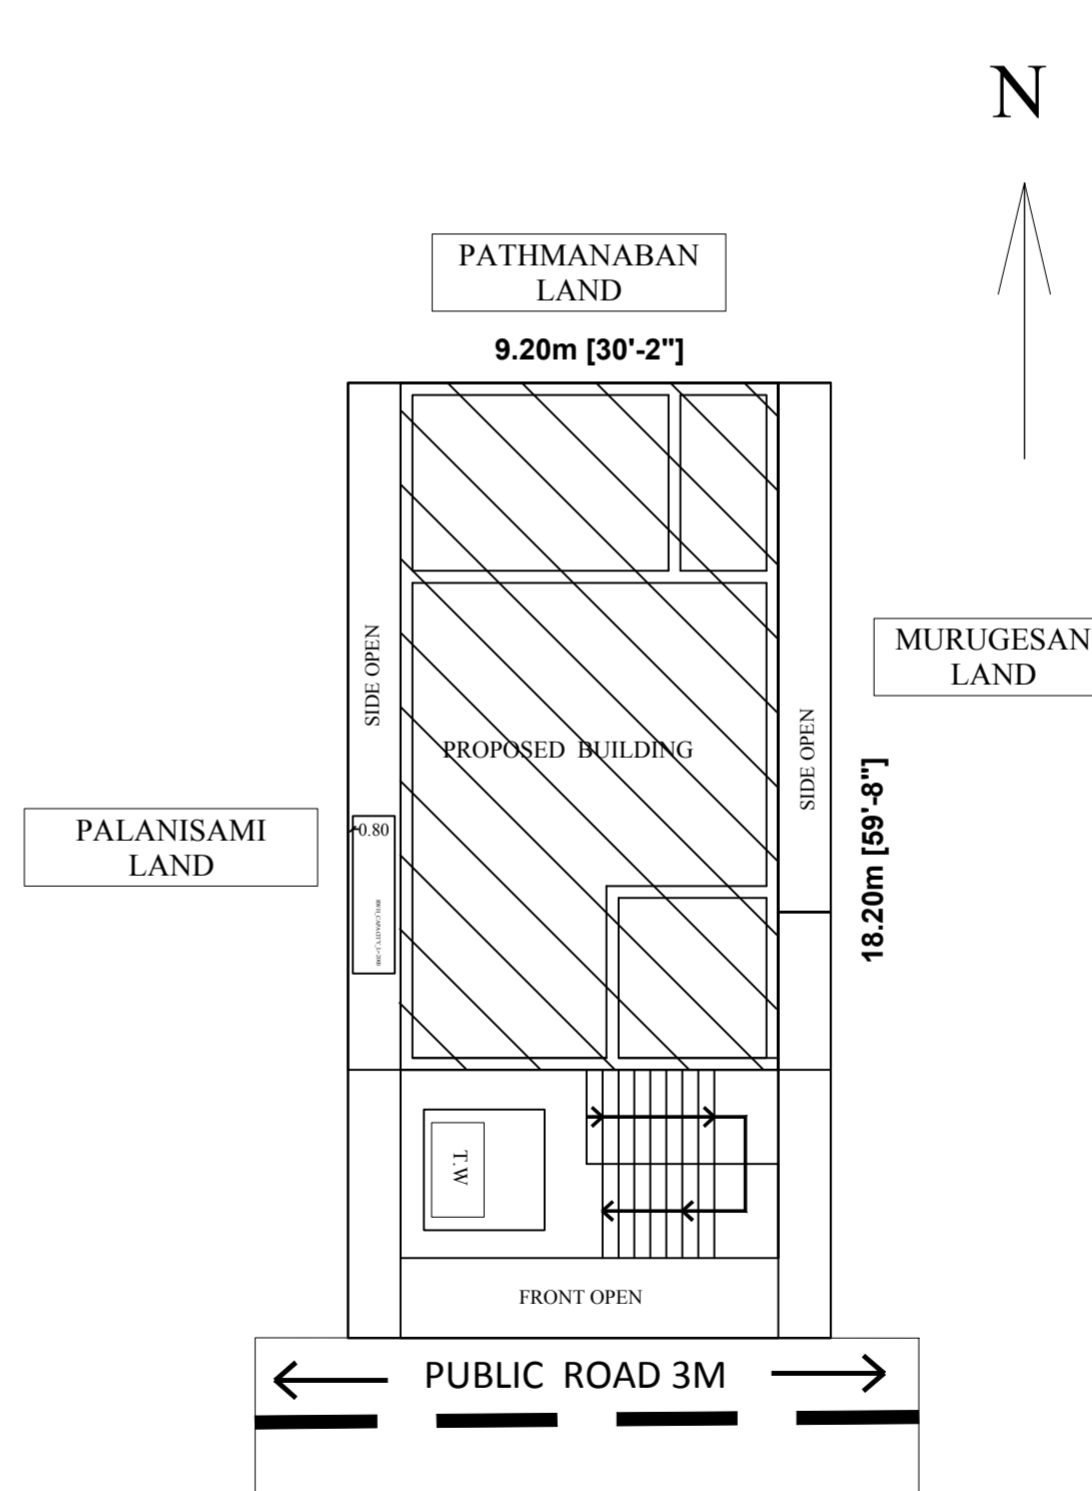 N
PATHMANABAN
LAND
9.20m [30'-2"]
SIDE OPEN
MURUGESAN
LAND
PROPOSED BUILDING
SIDE OPEN
18.20m [59'-8"]
PALANISAMI
LAND
0.80
T.W
FRONT OPEN
PUBLIC ROAD 3M